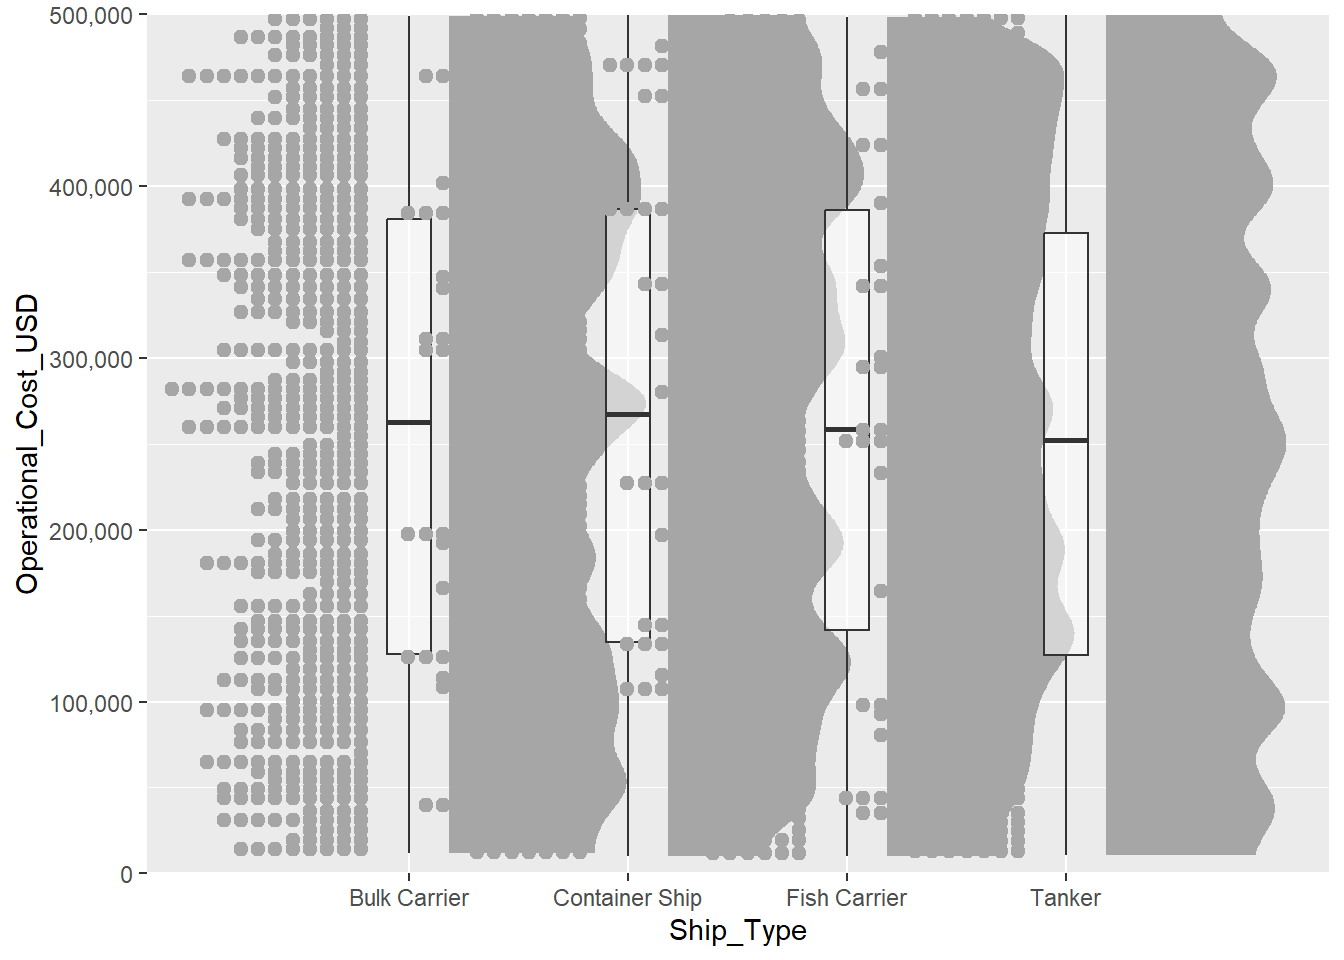 Operational_Cost_USD
500,000
400,000
300,000
200,000
100,000
0
Bulk Carrier
Container Ship
Fish Carrier
Tanker
Ship_Type